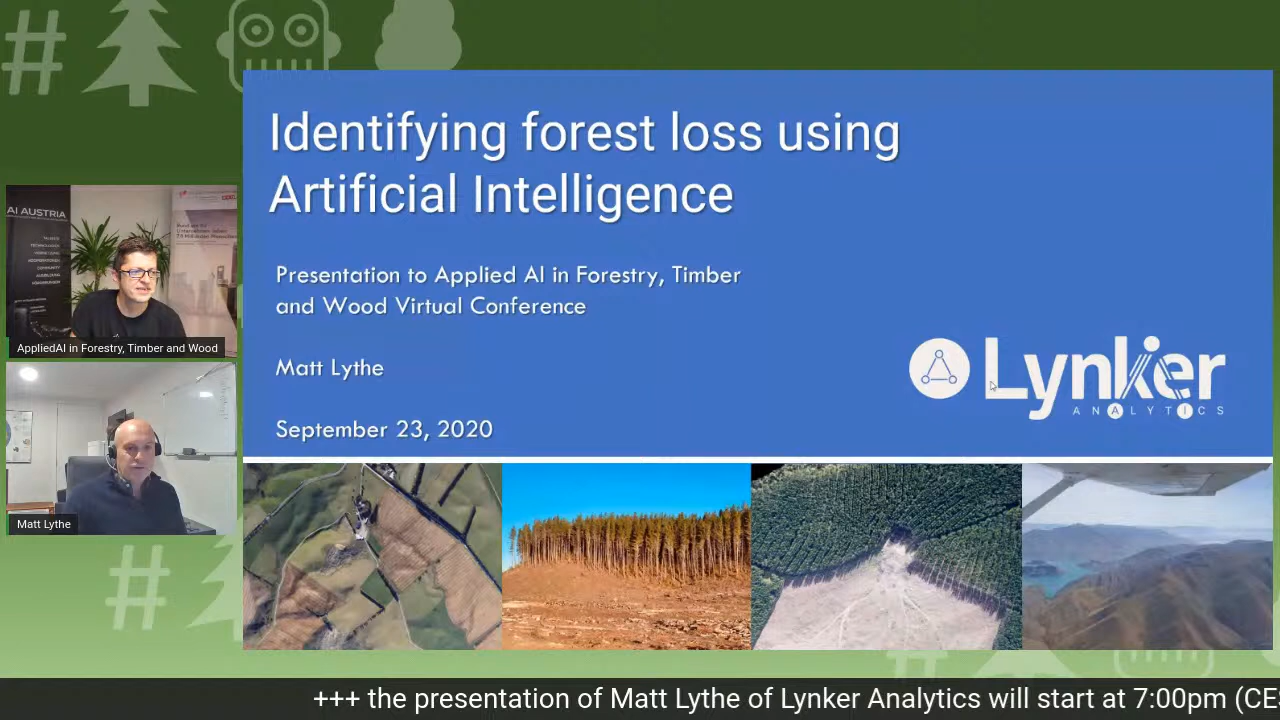 Identifying forest loss using
Artificial Intelligence
Presentation to Applied AI in Forestry, Timber
and Wood Virtual Conference
Matt Lythe
September 23, 2020
Lynker
ANALYTICS
AI AUSTRIA
AppliedAI in Forestry, Timber and Wood
Matt Lythe
+++ the presentation of Matt Lythe of Lynker Analytics will start at 7:00pm (CES